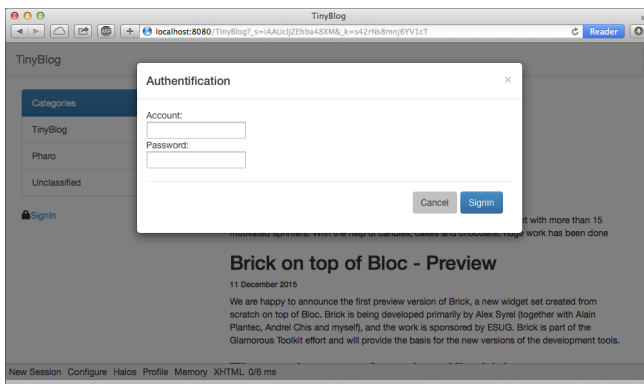 TinyBlog
localhost:8080/TinyBlog?_s=iAAUcljZEhba48XM&_k=s42rNs8mnj6YV1cT
Reader
TinyBlog
Authentification
×
Categories
TinyBlog
Pharo
Unclassified
SignIn
Account:
Password:
Cancel
SignIn
nt with more than 15
motivated sprinters. With the help of candies, cakes and chocolate, huge work has been done
Brick on top of Bloc - Preview
11 December 2015
We are happy to announce the first preview version of Brick, a new widget set created from
scratch on top of Bloc. Brick is being developed primarily by Alex Syrel (together with Alain
Plantec, Andrei Chis and myself), and the work is sponsored by ESUG. Brick is part of the
Glamorous Toolkit effort and will provide the basis for the new versions of the development tools.
New Session Configure Halos Profile Memory XHTML 0/6 ms